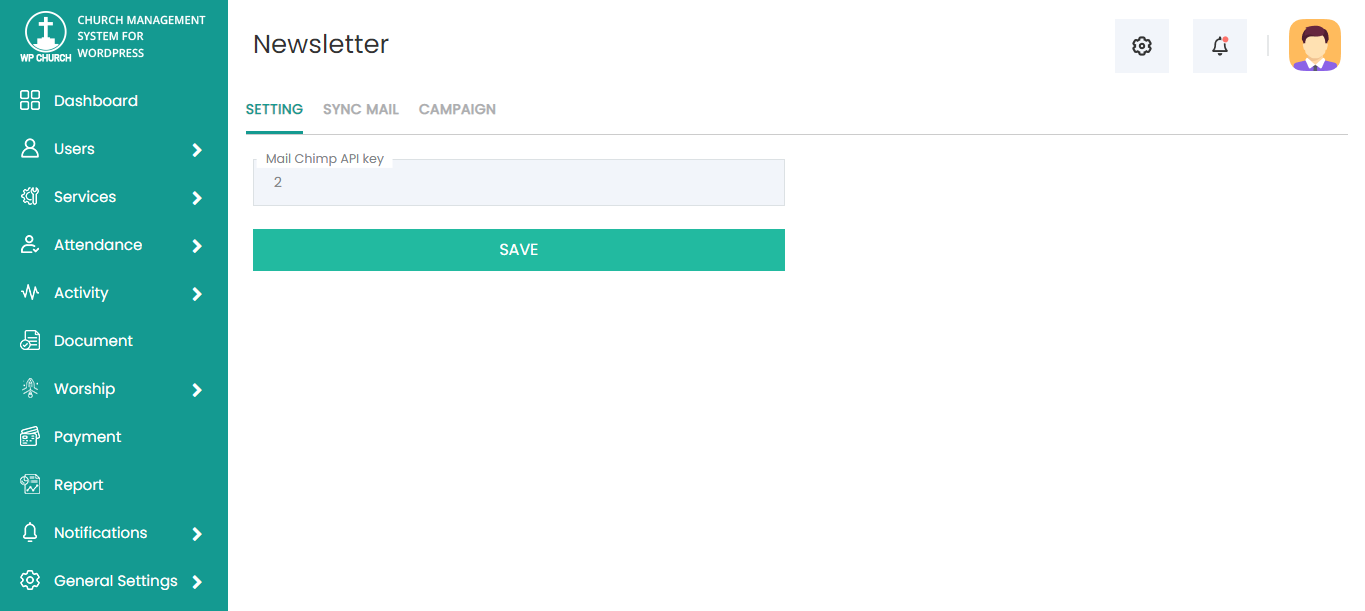 CHURCH MANAGEMENT
SYSTEM FOR
WORDPRESS
WP CHURCH
Dashboard
Users
Services
Attendance
Activity
Document
Worship
Payment
Report
Notifications
General Settings
Newsletter
SETTING SYNC MAIL CAMPAIGN
Mail Chimp API key
2
SAVE